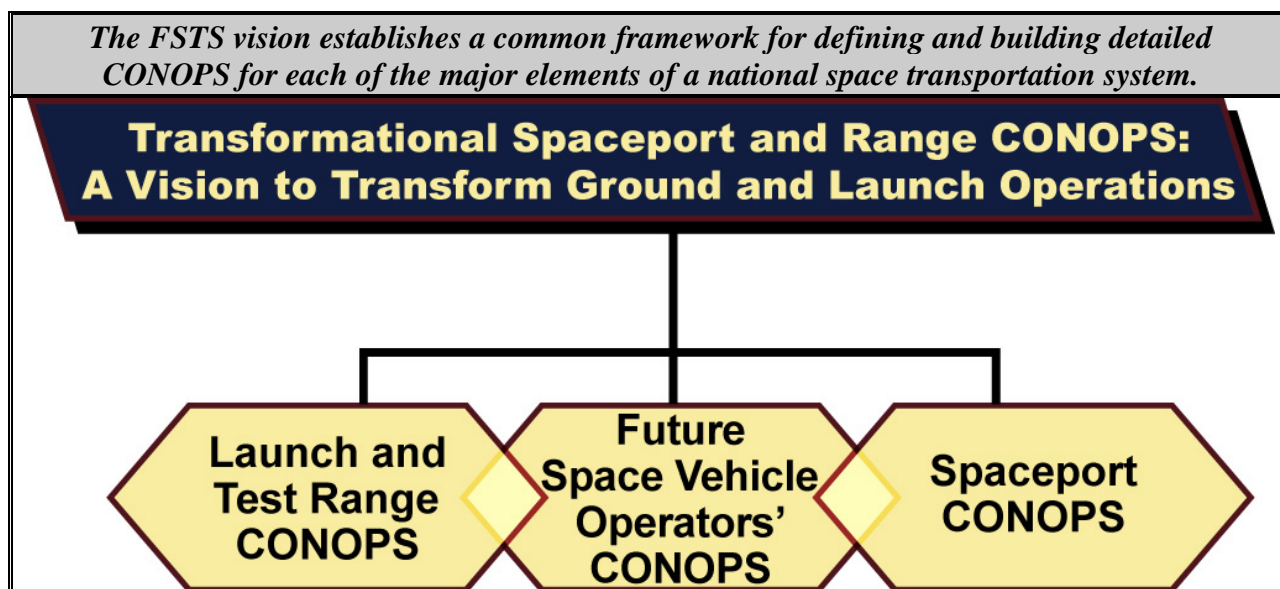 The FSTS vision establishes a common framework for defining and building detailed
CONOPS for each of the major elements of a national space transportation system.
Transformational Spaceport and Range CONOPS:
A Vision to Transform Ground and Launch Operations
Launch and
Test Range
CONOPS
Future
Space Vehicle
Operators’
CONOPS
Spaceport
CONOPS